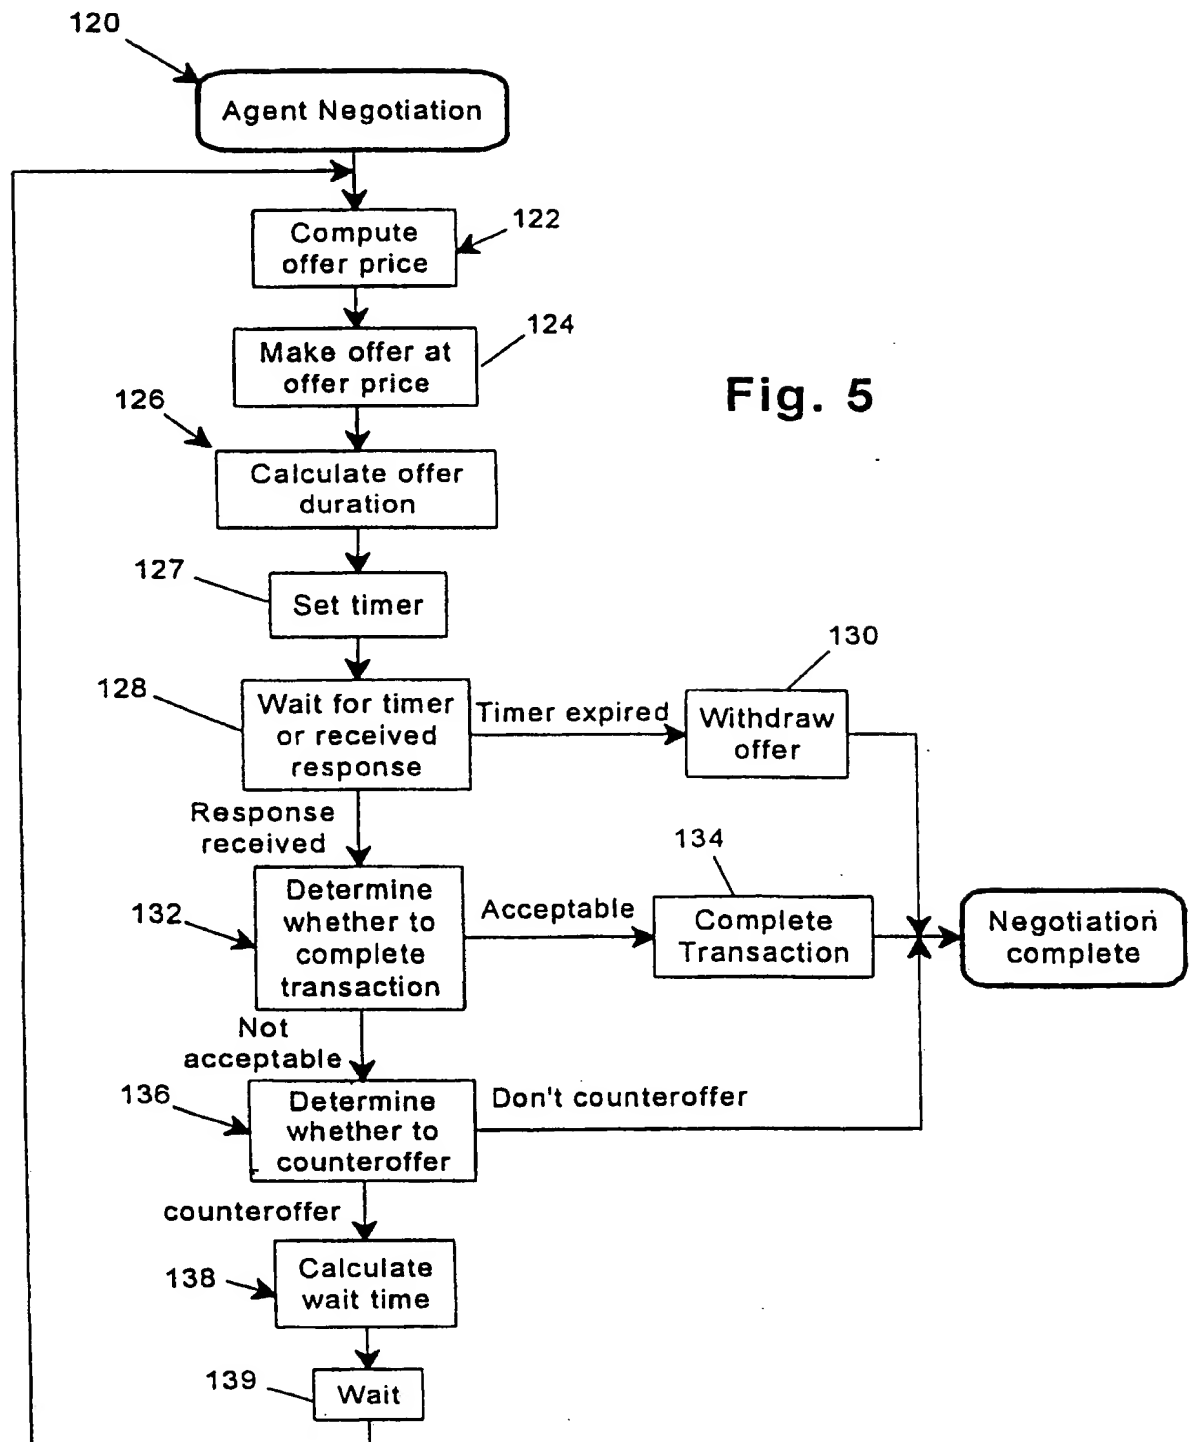 120
Agent Negotiation
Compute
offer price
122
Make offer at
offer price
124
Fig. 5
126
Calculate offer
duration
127
Set timer
128
Wait for timer
or received
response
Timer expired
130
Withdraw
offer
Response
received
132
Determine
whether to
complete
transaction
Acceptable
134
Complete
Transaction
Negotiation
complete
Not
acceptable
136
Determine
whether to
counteroffer
Don't counteroffer
counteroffer
138
Calculate
wait time
139
Wait